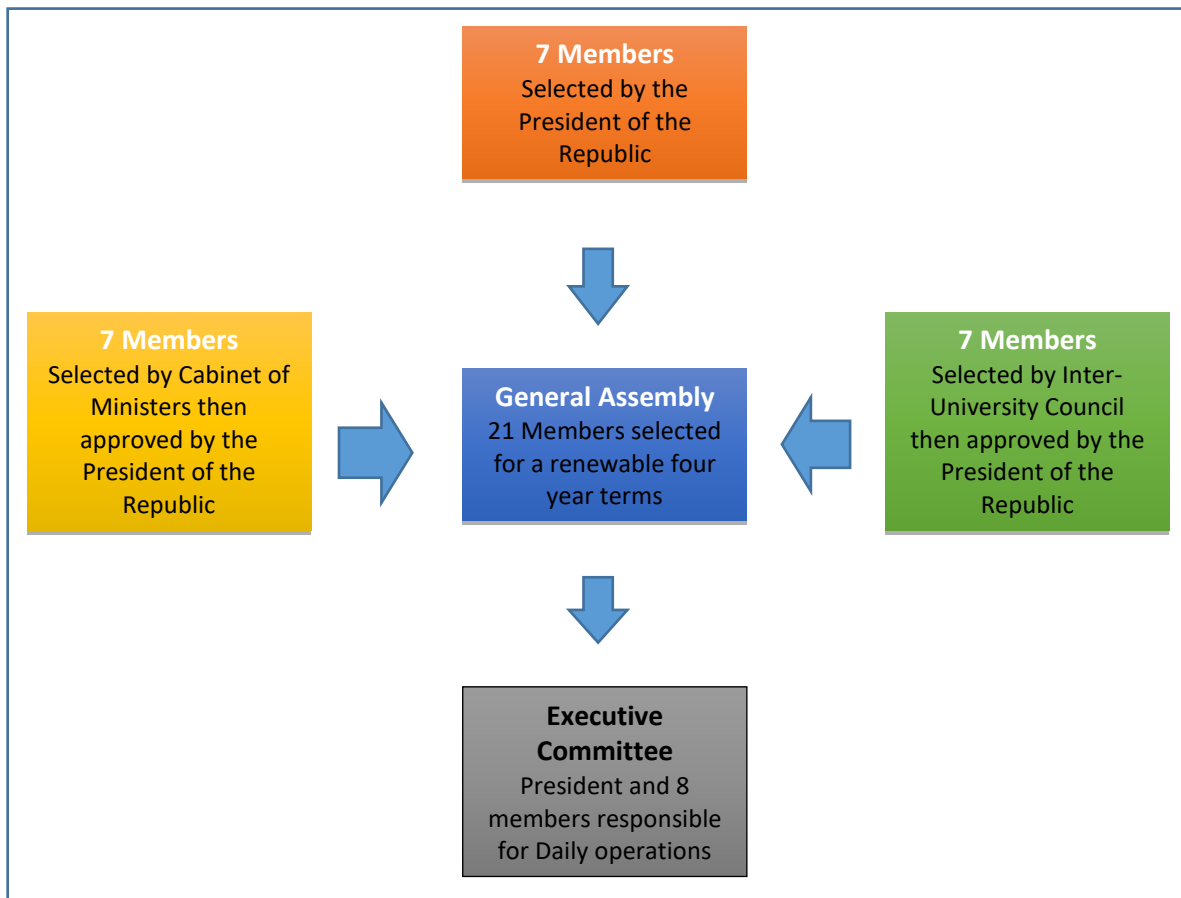 7 Members
Selected by the
President of the
Republic
7 Members
Selected by Cabinet of
Ministers then
approved by the
President of the
Republic
General Assembly
21 Members selected
for a renewable four
year terms
7 Members
Selected by Inter-
University Council
then approved by the
President of the
Republic
Executive
Committee
President and 8
members responsible
for Daily operations